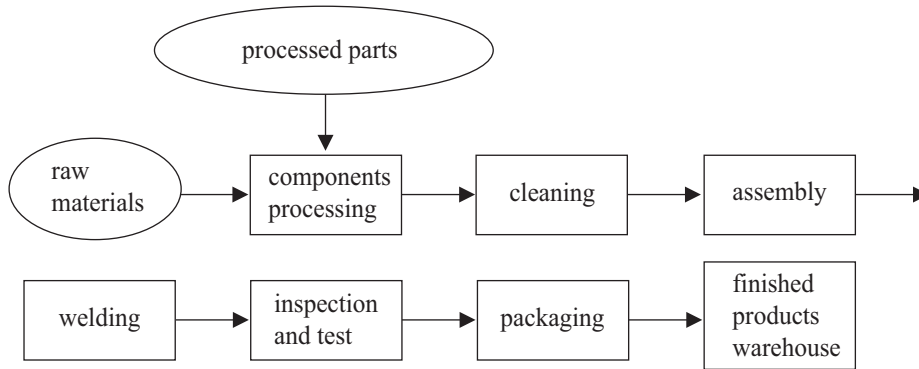 processed parts
raw
materials
components
processing
cleaning
assembly
welding
inspection
and test
packaging
finished
products
warehouse